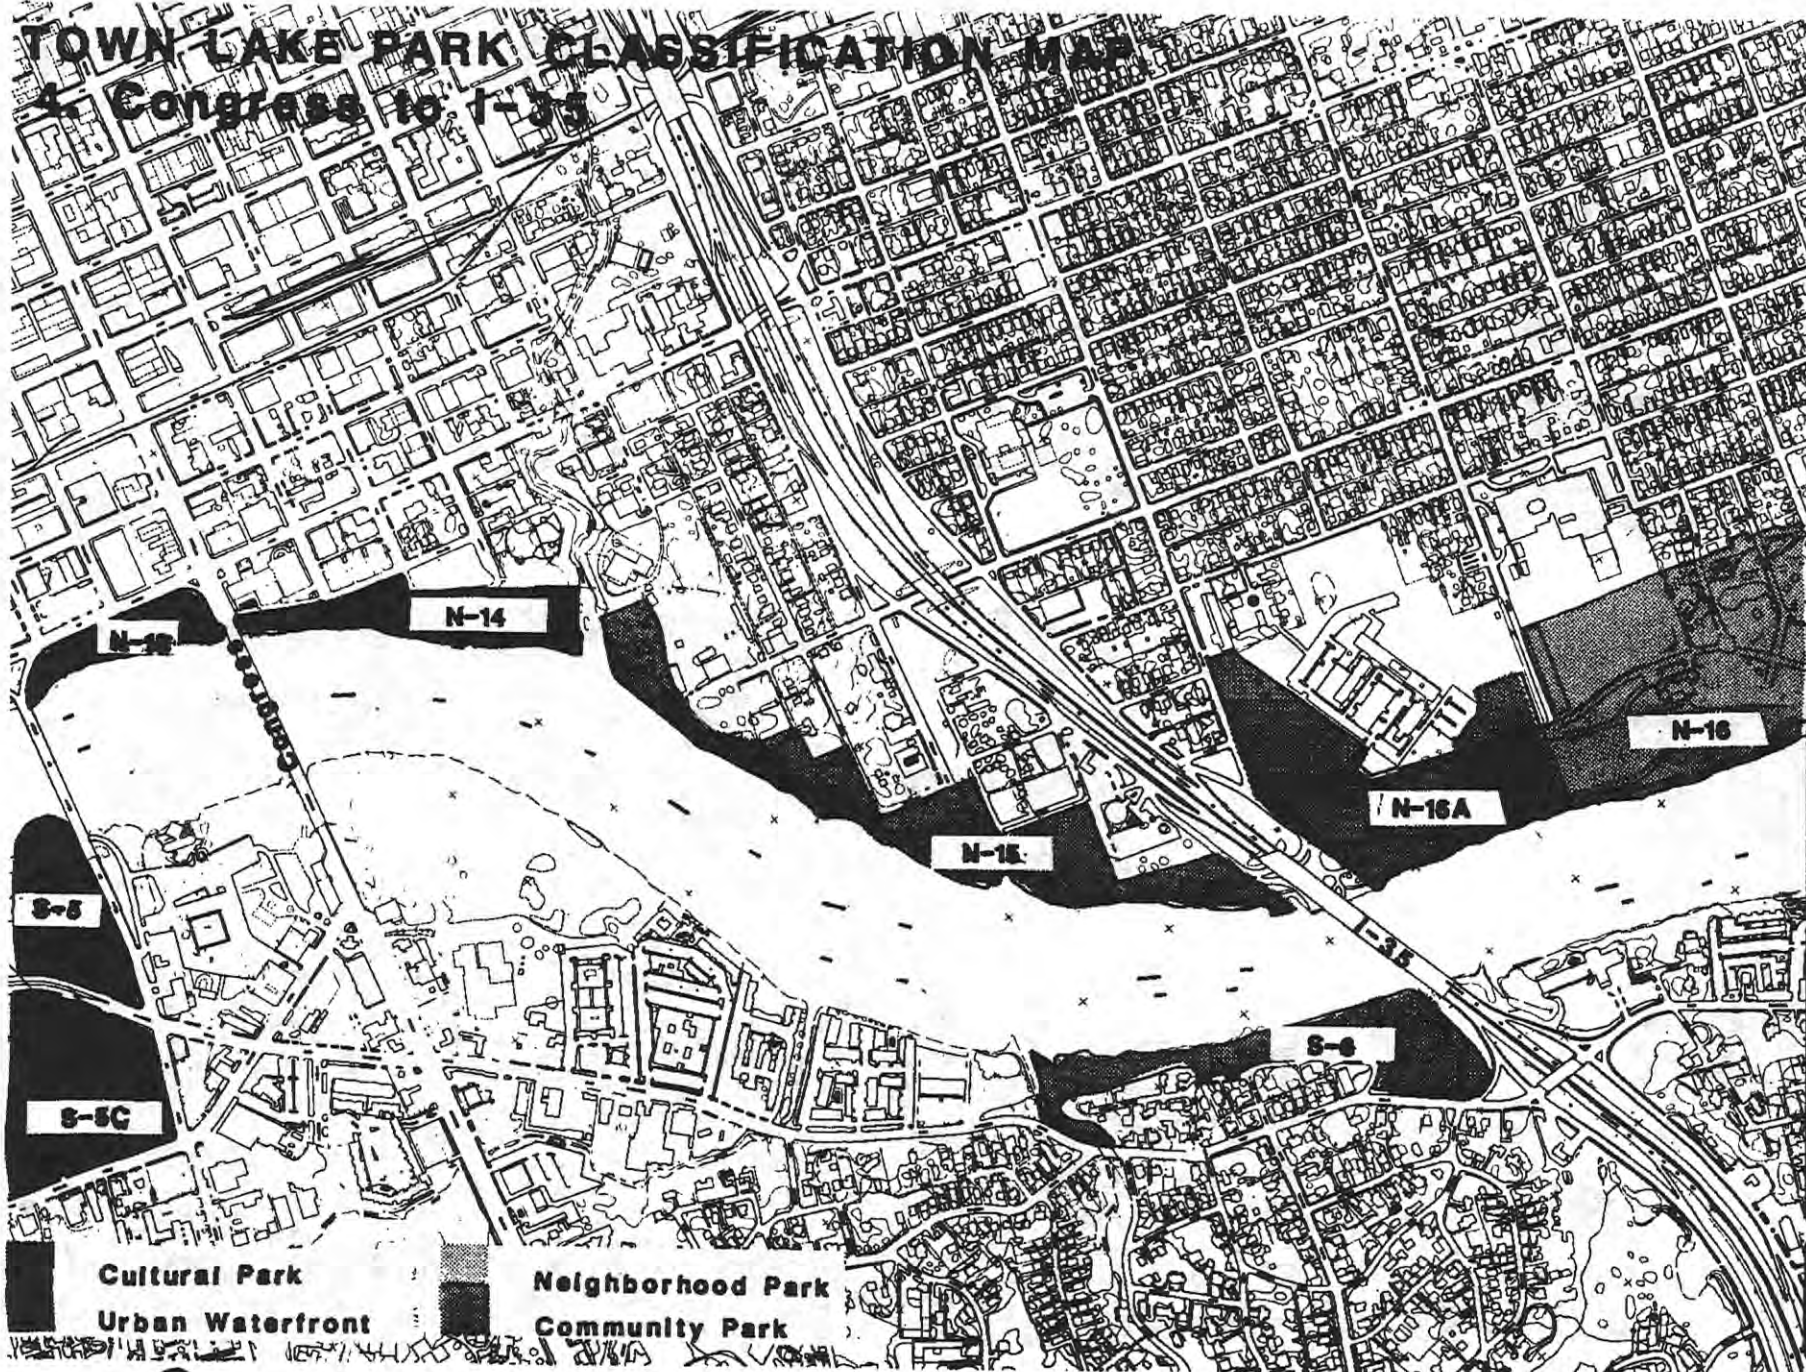 TOWN LAKE PARK CLASSIFICATION MAP
4. Congress to I-35
N-14
Congress
N-16
N-16A
N-15
S-5
I-35
S-6
S-5C
Cultural Park
Urban Waterfront
Neighborhood Park
Community Park